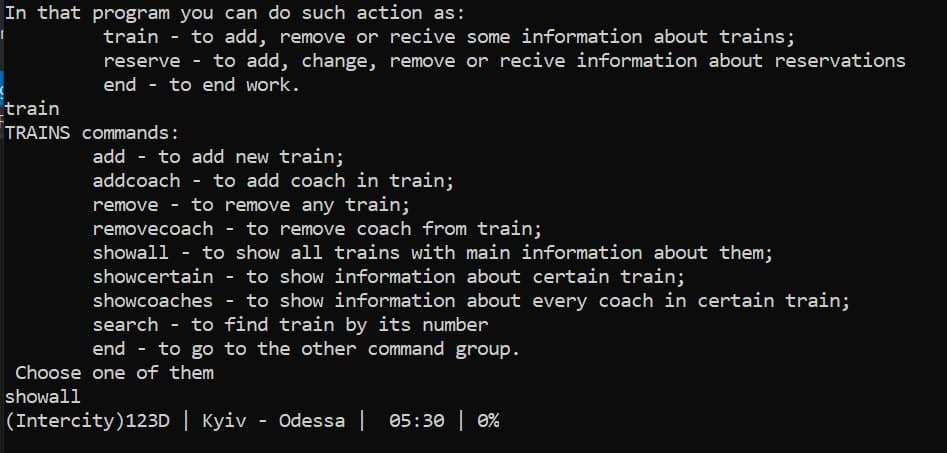 In that program you can do such action as:
train - to add, remove or recive some information about trains;
reserve - to add, change, remove or recive information about reservations
end - to end work.
train
TRAINS commands:
add - to add new train;
addcoach - to add coach in train;
remove - to remove any train;
removecoach - to remove coach from train;
showall - to show all trains with main information about them;
showcertain - to show information about certain train;
showcoaches - to show information about every coach in certain train;
search - to find train by its number
end - to go to the other command group.
Choose one of them
showall
(Intercity)123D | Kyiv - Odessa |  05:30 | 0%